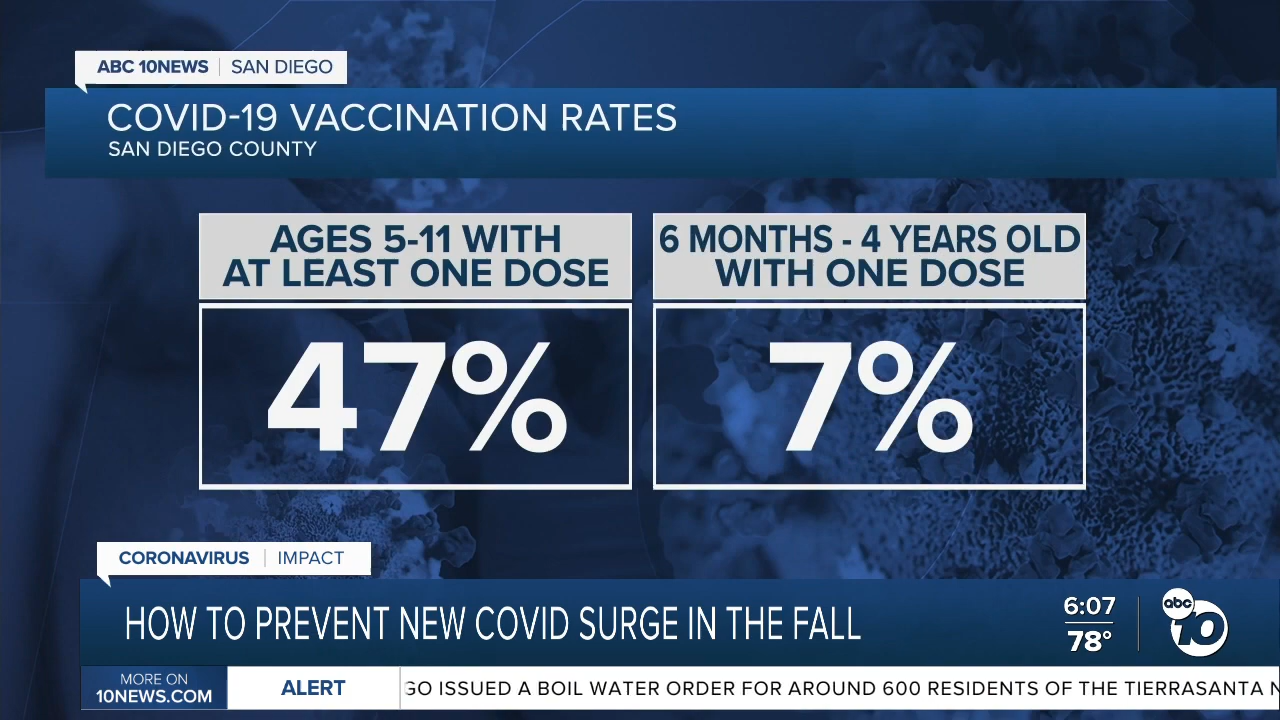 ABC 10NEWS | SAN DIEGO
COVID-19 VACCINATION RATES
SAN DIEGO COUNTY
AGES 5-11 WITH
AT LEAST ONE DOSE
47%
6 MONTHS - 4 YEARS OLD
WITH ONE DOSE
7%
CORONAVIRUS | IMPACT
HOW TO PREVENT NEW COVID SURGE IN THE FALL
6:07
78°
abc
10
MORE ON
10NEWS.COM
ALERT
GO ISSUED A BOIL WATER ORDER FOR AROUND 600 RESIDENTS OF THE TIERRASANTA N